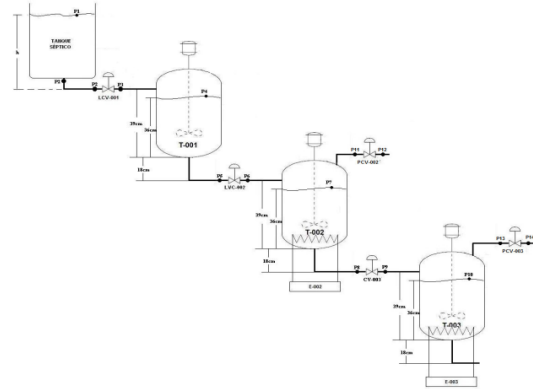 P1
TANQUE
SÉPTICO
h
P2
P3
LCV-001
P4
39cm
36cm
T-001
18cm
P5
P6
LVC-002
P7
P11
P12
PCV-002
39cm
36cm
T-002
18cm
T-002
P8
P9
CV-003
P10
P13
P14
PCV-003
39cm
36cm
T-003
18cm
T-003